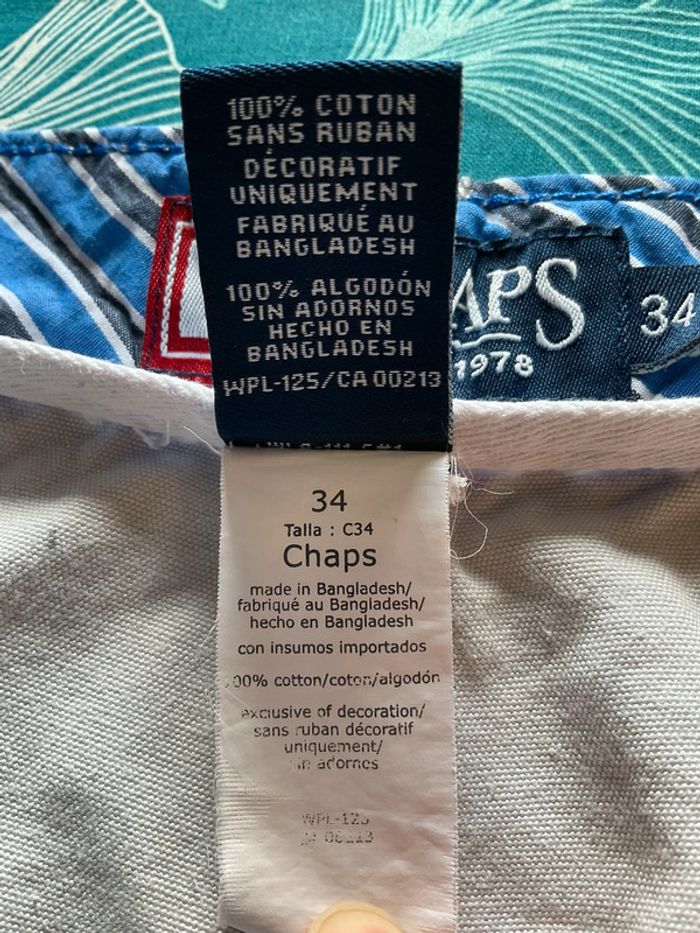 100% COTON
SANS RUBAN
DÉCORATIF
UNIQUEMENT
FABRIQUÉ AU
BANGLADESH
100% ALGODÓN
SIN ADORNOS
HECHO EN
BANGLADESH
WPL-125/CA 00213
APS
1978
34
34
Talla : C34
Chaps
made in Bangladesh/
fabriqué au Bangladesh/
hecho en Bangladesh
con insumos importados
00% cotton/coton/algodón
exclusive of decoration/
sans ruban décoratif
uniquement/
in adornos
WPL-125